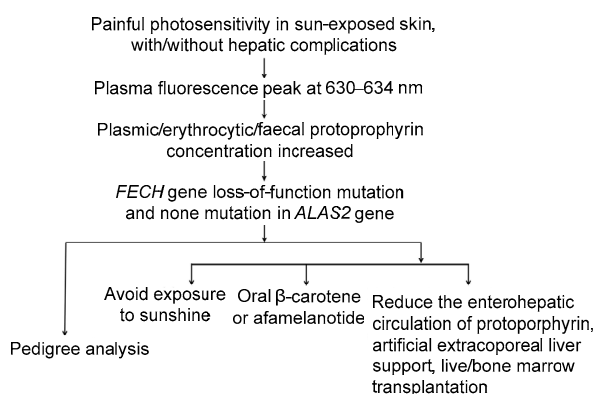 Painful photosensitivity in sun-exposed skin,
with/without hepatic complications
Plasma fluorescence peak at 630–634 nm
Plasmic/erythrocytic/faecal protoprophyrin
concentration increased
FECH gene loss-of-function mutation
and none mutation in ALAS2 gene
Pedigree analysis
Avoid exposure
to sunshine
Oral β-carotene
or afamelanotide
Reduce the enterohepatic
circulation of protoporphyrin,
artificial extracoporeal liver
support, live/bone marrow
transplantation